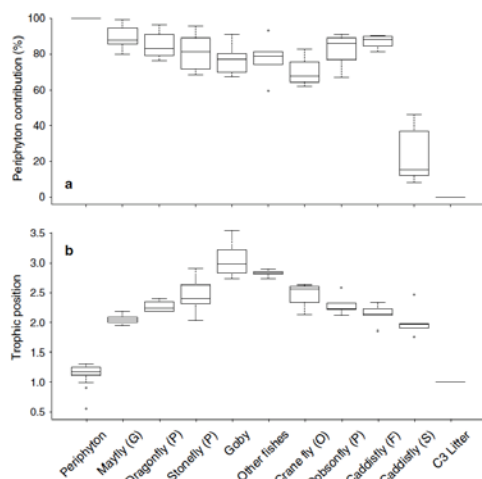 100
80
60
40
20
0
Periphyton contribution (%)
a
3.5
3.0
2.5
2.0
1.5
1.0
0.5
Trophic position
b
Periphyton
Mayfly (G)
Dragonfly (P)
Stonefly (P)
Goby
Other fishes
Crane fly (O)
Dobsonfly (P)
Caddisfly (F)
Caddisfly (S)
C3 Litter